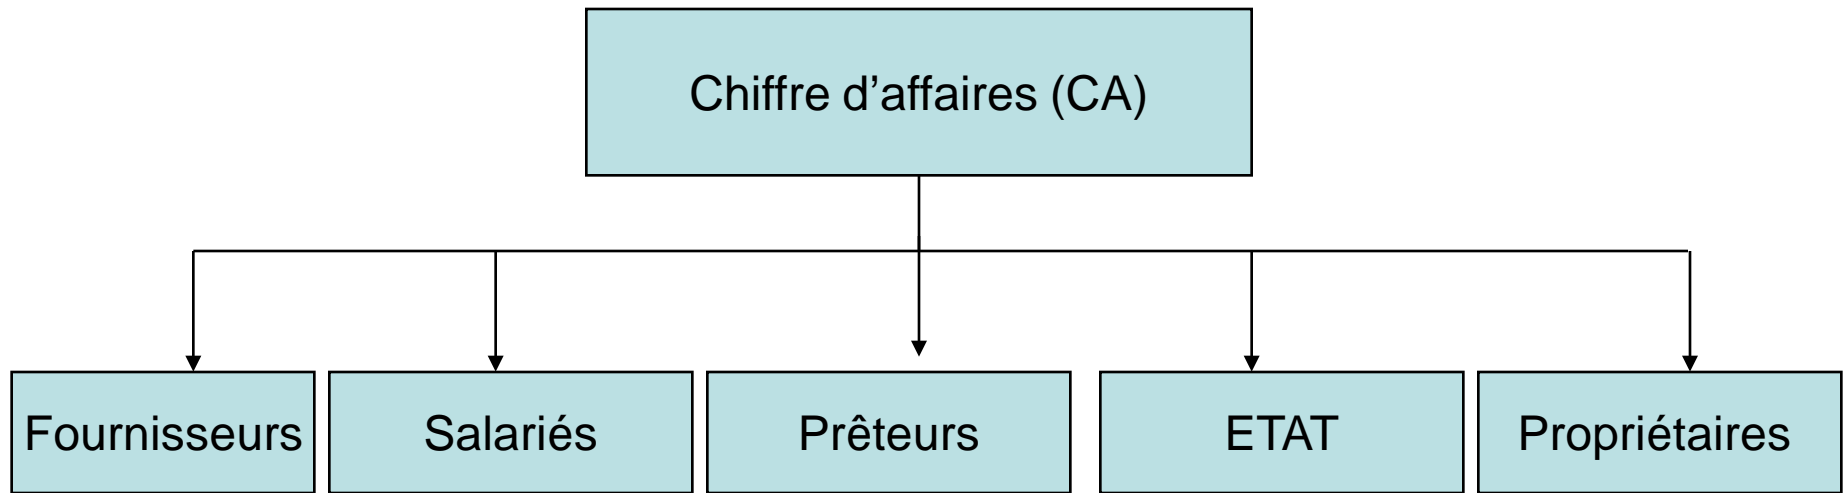 Chiffre d’affaires (CA)
Fournisseurs
Salariés
Prêteurs
ETAT
Propriétaires